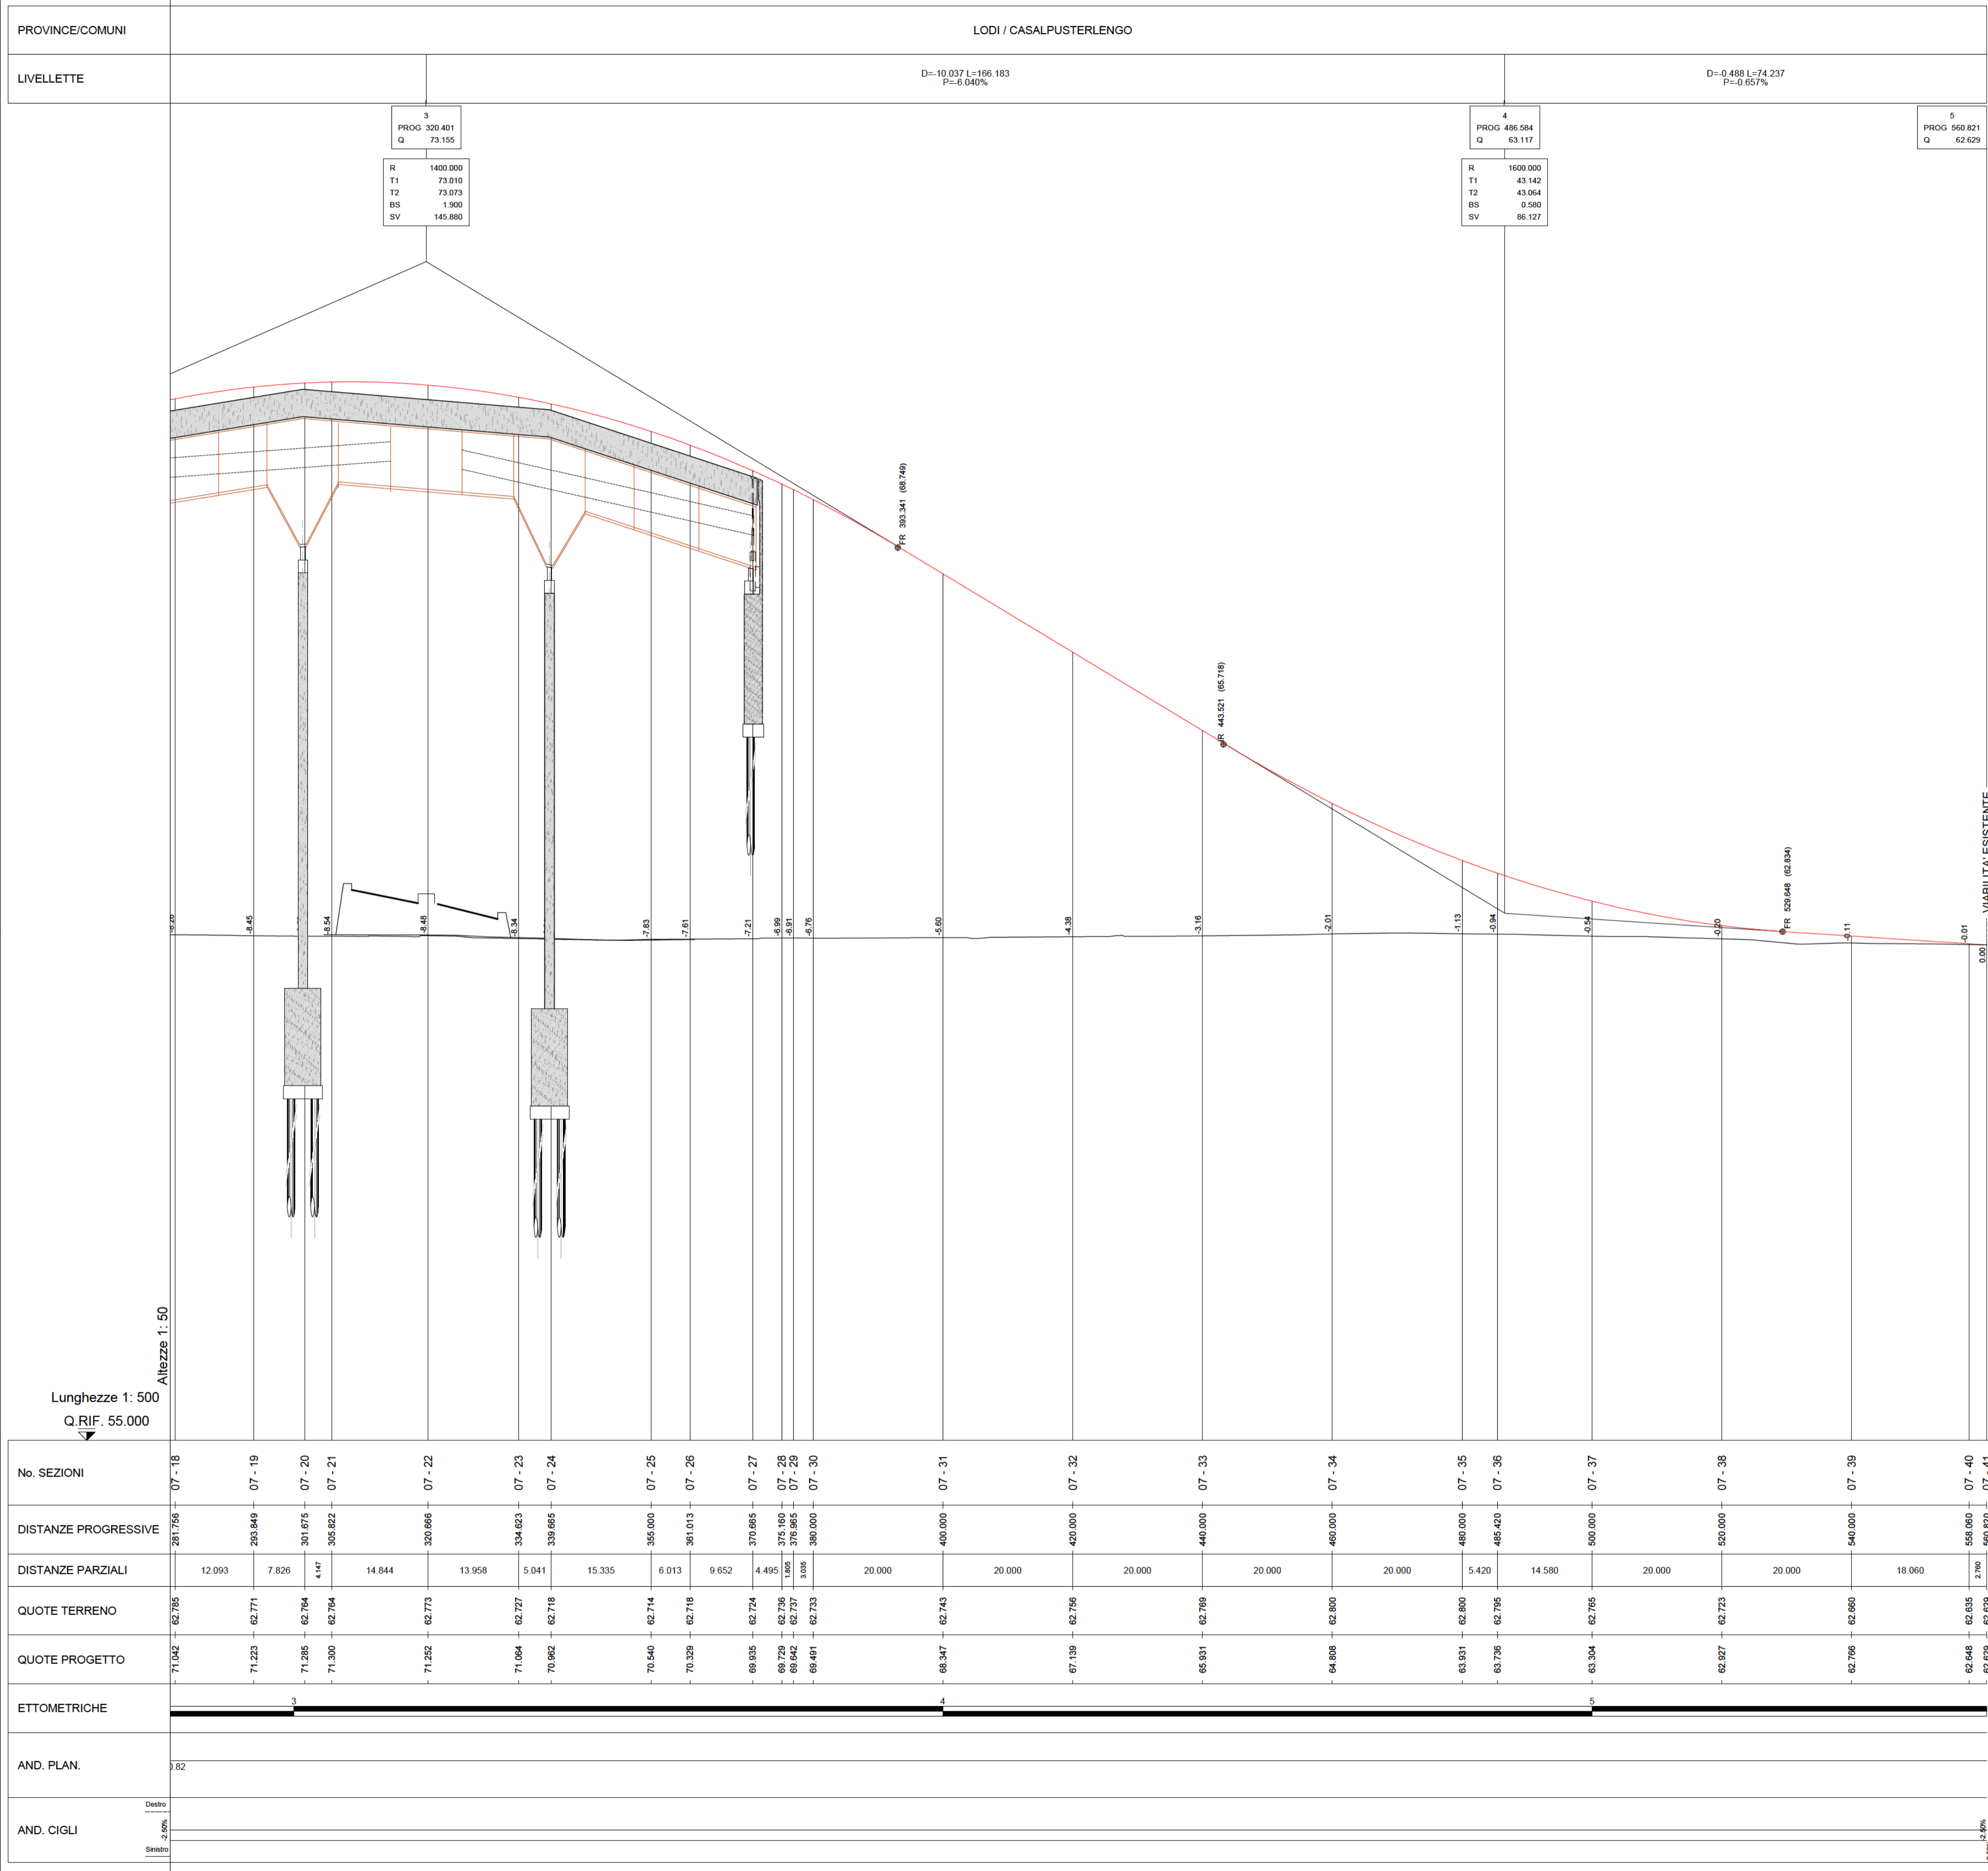 PROVINCE/COMUNI
LODI / CASALPUSTERLENGO
LIVELLETTE
D=-10.037 L=166.183
P=-6.040%
D=-0.488 L=74.237
P=-0.657%
3
PROG 320.401
Q 73.155
R 1400.000
T1 73.010
T2 73.073
BS 1.900
SV 145.880
4
PROG 486.584
Q 63.117
R 1600.000
T1 43.142
T2 43.064
BS 0.580
SV 86.127
5
PROG 560.821
Q 62.629
FR 393.341 (68.749)
443.521 (65.718)
FR 529.648 (62.834)
VIABILITA' ESISTENTE
-8.45 -8.54 -8.48 -8.34 -7.83 -7.61 -7.21 -6.99 -6.91 -6.76 -5.60 -4.38 -3.16 -2.01 -1.13 -0.94 -0.54 -0.20 -0.11 -0.01 0.00
Altezze 1: 50
Lunghezze 1: 500
Q.RIF. 55.000
No. SEZIONI
07 - 18 07 - 19 07 - 20 07 - 21 07 - 22 07 - 23 07 - 24 07 - 25 07 - 26 07 - 27 07 - 28 07 - 29 07 - 30 07 - 31 07 - 32 07 - 33 07 - 34 07 - 35 07 - 36 07 - 37 07 - 38 07 - 39 07 - 40 07 - 41
DISTANZE PROGRESSIVE
281.756 293.849 301.675 305.822 320.666 334.623 339.665 355.000 361.013 370.665 375.160 376.965 380.000 400.000 420.000 440.000 460.000 480.000 485.420 500.000 520.000 540.000 558.060 560.820
DISTANZE PARZIALI
12.093 7.826 4.147 14.844 13.958 5.041 15.335 6.013 9.652 4.495 1.805 3.035 20.000 20.000 20.000 20.000 20.000 5.420 14.580 20.000 20.000 18.060 2.760
QUOTE TERRENO
62.785 62.771 62.764 62.764 62.773 62.727 62.718 62.714 62.718 62.724 62.736 62.737 62.733 62.743 62.756 62.769 62.800 62.800 62.795 62.765 62.723 62.660 62.635 62.629
QUOTE PROGETTO
71.042 71.223 71.285 71.300 71.252 71.064 70.962 70.540 70.329 69.935 69.729 69.642 69.491 68.347 67.139 65.931 64.808 63.931 63.736 63.304 62.927 62.766 62.648 62.629
ETTOMETRICHE
3 4 5
AND. PLAN.
0.82
AND. CIGLI
Destro
-2.50%
Sinistro
-2.50%